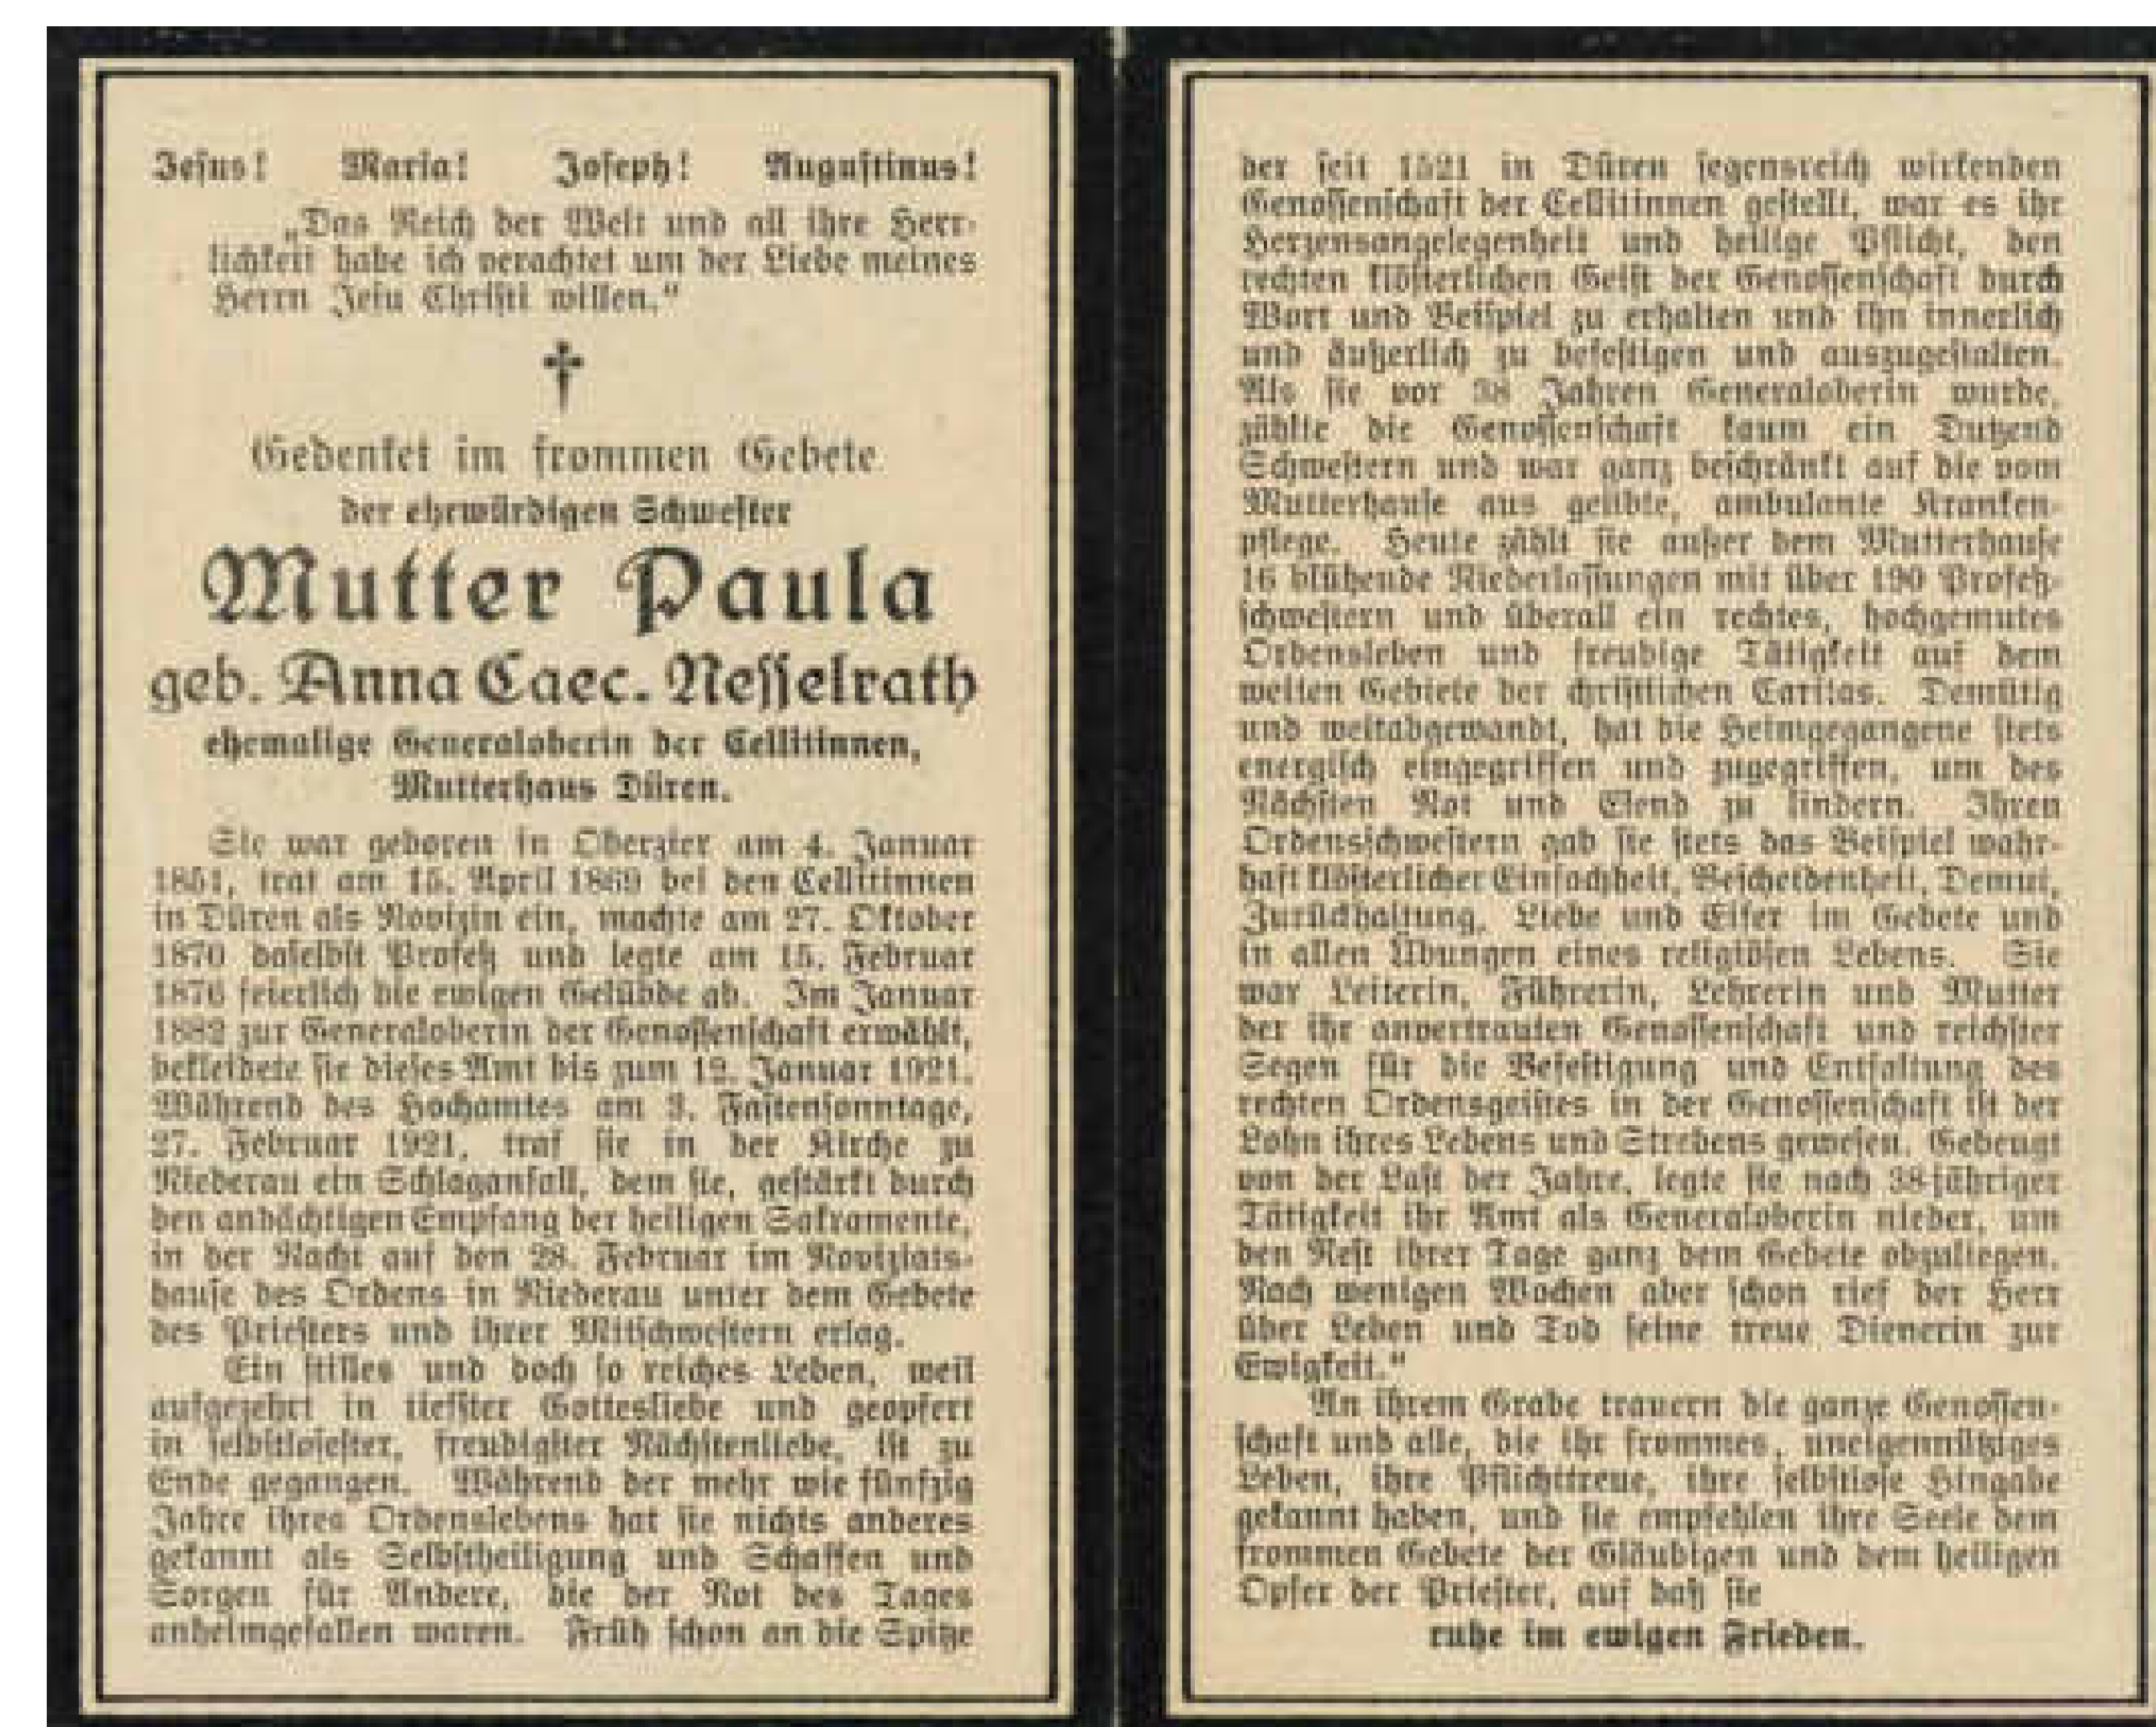 Jesus! Maria! Joseph! Augustinus!
„Das Reich der Welt und all ihre Herr-
lichkeit habe ich verachtet um der Liebe meines
Herrn Jesu Christi willen.“
†
Gedenket im frommen Gebete
der ehrwürdigen Schwester
Mutter Paula
geb. Anna Caec. Nesselrath
ehemalige Generaloberin der Cellitinnen,
Mutterhaus Düren.
Sie war geboren in Oberzier am 4. Januar
1851, trat am 15. April 1869 bei den Cellitinnen
in Düren als Novizin ein, machte am 27. Oktober
1870 daselbst Profeß und legte am 15. Februar
1876 feierlich die ewigen Gelübde ab. Im Januar
1882 zur Generaloberin der Genossenschaft erwählt,
bekleidete sie dieses Amt bis zum 12. Januar 1921.
Während des Hochamtes am 3. Fastensonntage,
27. Februar 1921, traf sie in der Kirche zu
Niederau ein Schlaganfall, dem sie, gestärkt durch
den andächtigen Empfang der heiligen Sakramente,
in der Nacht auf den 28. Februar im Noviziats-
hause des Ordens in Niederau unter dem Gebete
des Priesters und ihrer Mitschwestern erlag.
Ein stilles und doch so reiches Leben, weil
aufgezehrt in tiefster Gottesliebe und geopfert
in selbstlosester, freudigster Nächstenliebe, ist zu
Ende gegangen. Während der mehr wie fünfzig
Jahre ihres Ordenslebens hat sie nichts anderes
gekannt als Selbstheiligung und Schaffen und
Sorgen für Andere, die der Not des Tages
anheimgefallen waren. Früh schon an die Spitze
der seit 1521 in Düren segensreich wirkenden
Genossenschaft der Cellitinnen gestellt, war es ihr
Herzensangelegenheit und heilige Pflicht, den
rechten klösterlichen Geist der Genossenschaft durch
Wort und Beispiel zu erhalten und ihn innerlich
und äußerlich zu befestigen und auszugestalten.
Als sie vor 38 Jahren Generaloberin wurde,
zählte die Genossenschaft kaum ein Dutzend
Schwestern und war ganz beschränkt auf die vom
Mutterhause aus geübte, ambulante Kranken-
pflege. Heute zählt sie außer dem Mutterhause
16 blühende Niederlassungen mit über 190 Profeß-
schwestern und überall ein rechtes, hochgemutes
Ordensleben und freudige Tätigkeit auf dem
weiten Gebiete der christlichen Caritas. Demütig
und weltabgewandt, hat die Heimgegangene stets
energisch eingegriffen und zugegriffen, um des
Nächsten Not und Elend zu lindern. Ihren
Ordensschwestern gab sie stets das Beispiel wahr-
haft klösterlicher Einfachheit, Bescheidenheit, Demut,
Zurückhaltung, Liebe und Eifer im Gebete und
in allen Übungen eines religiösen Lebens. Sie
war Leiterin, Führerin, Lehrerin und Mutter
der ihr anvertrauten Genossenschaft und reichster
Segen für die Befestigung und Entfaltung des
rechten Ordensgeistes in der Genossenschaft ist der
Lohn ihres Lebens und Strebens gewesen. Gebeugt
von der Last der Jahre, legte sie nach 38jähriger
Tätigkeit ihr Amt als Generaloberin nieder, um
den Rest ihrer Tage ganz dem Gebete obzuliegen.
Nach wenigen Wochen aber schon rief der Herr
über Leben und Tod seine treue Dienerin zur
Ewigkeit.“
An ihrem Grabe trauern die ganze Genossen-
schaft und alle, die ihr frommes, uneigennütziges
Leben, ihre Pflichttreue, ihre selbstlose Hingabe
gekannt haben, und sie empfehlen ihre Seele dem
frommen Gebete der Gläubigen und dem heiligen
Opfer der Priester, auf daß sie
ruhe im ewigen Frieden.